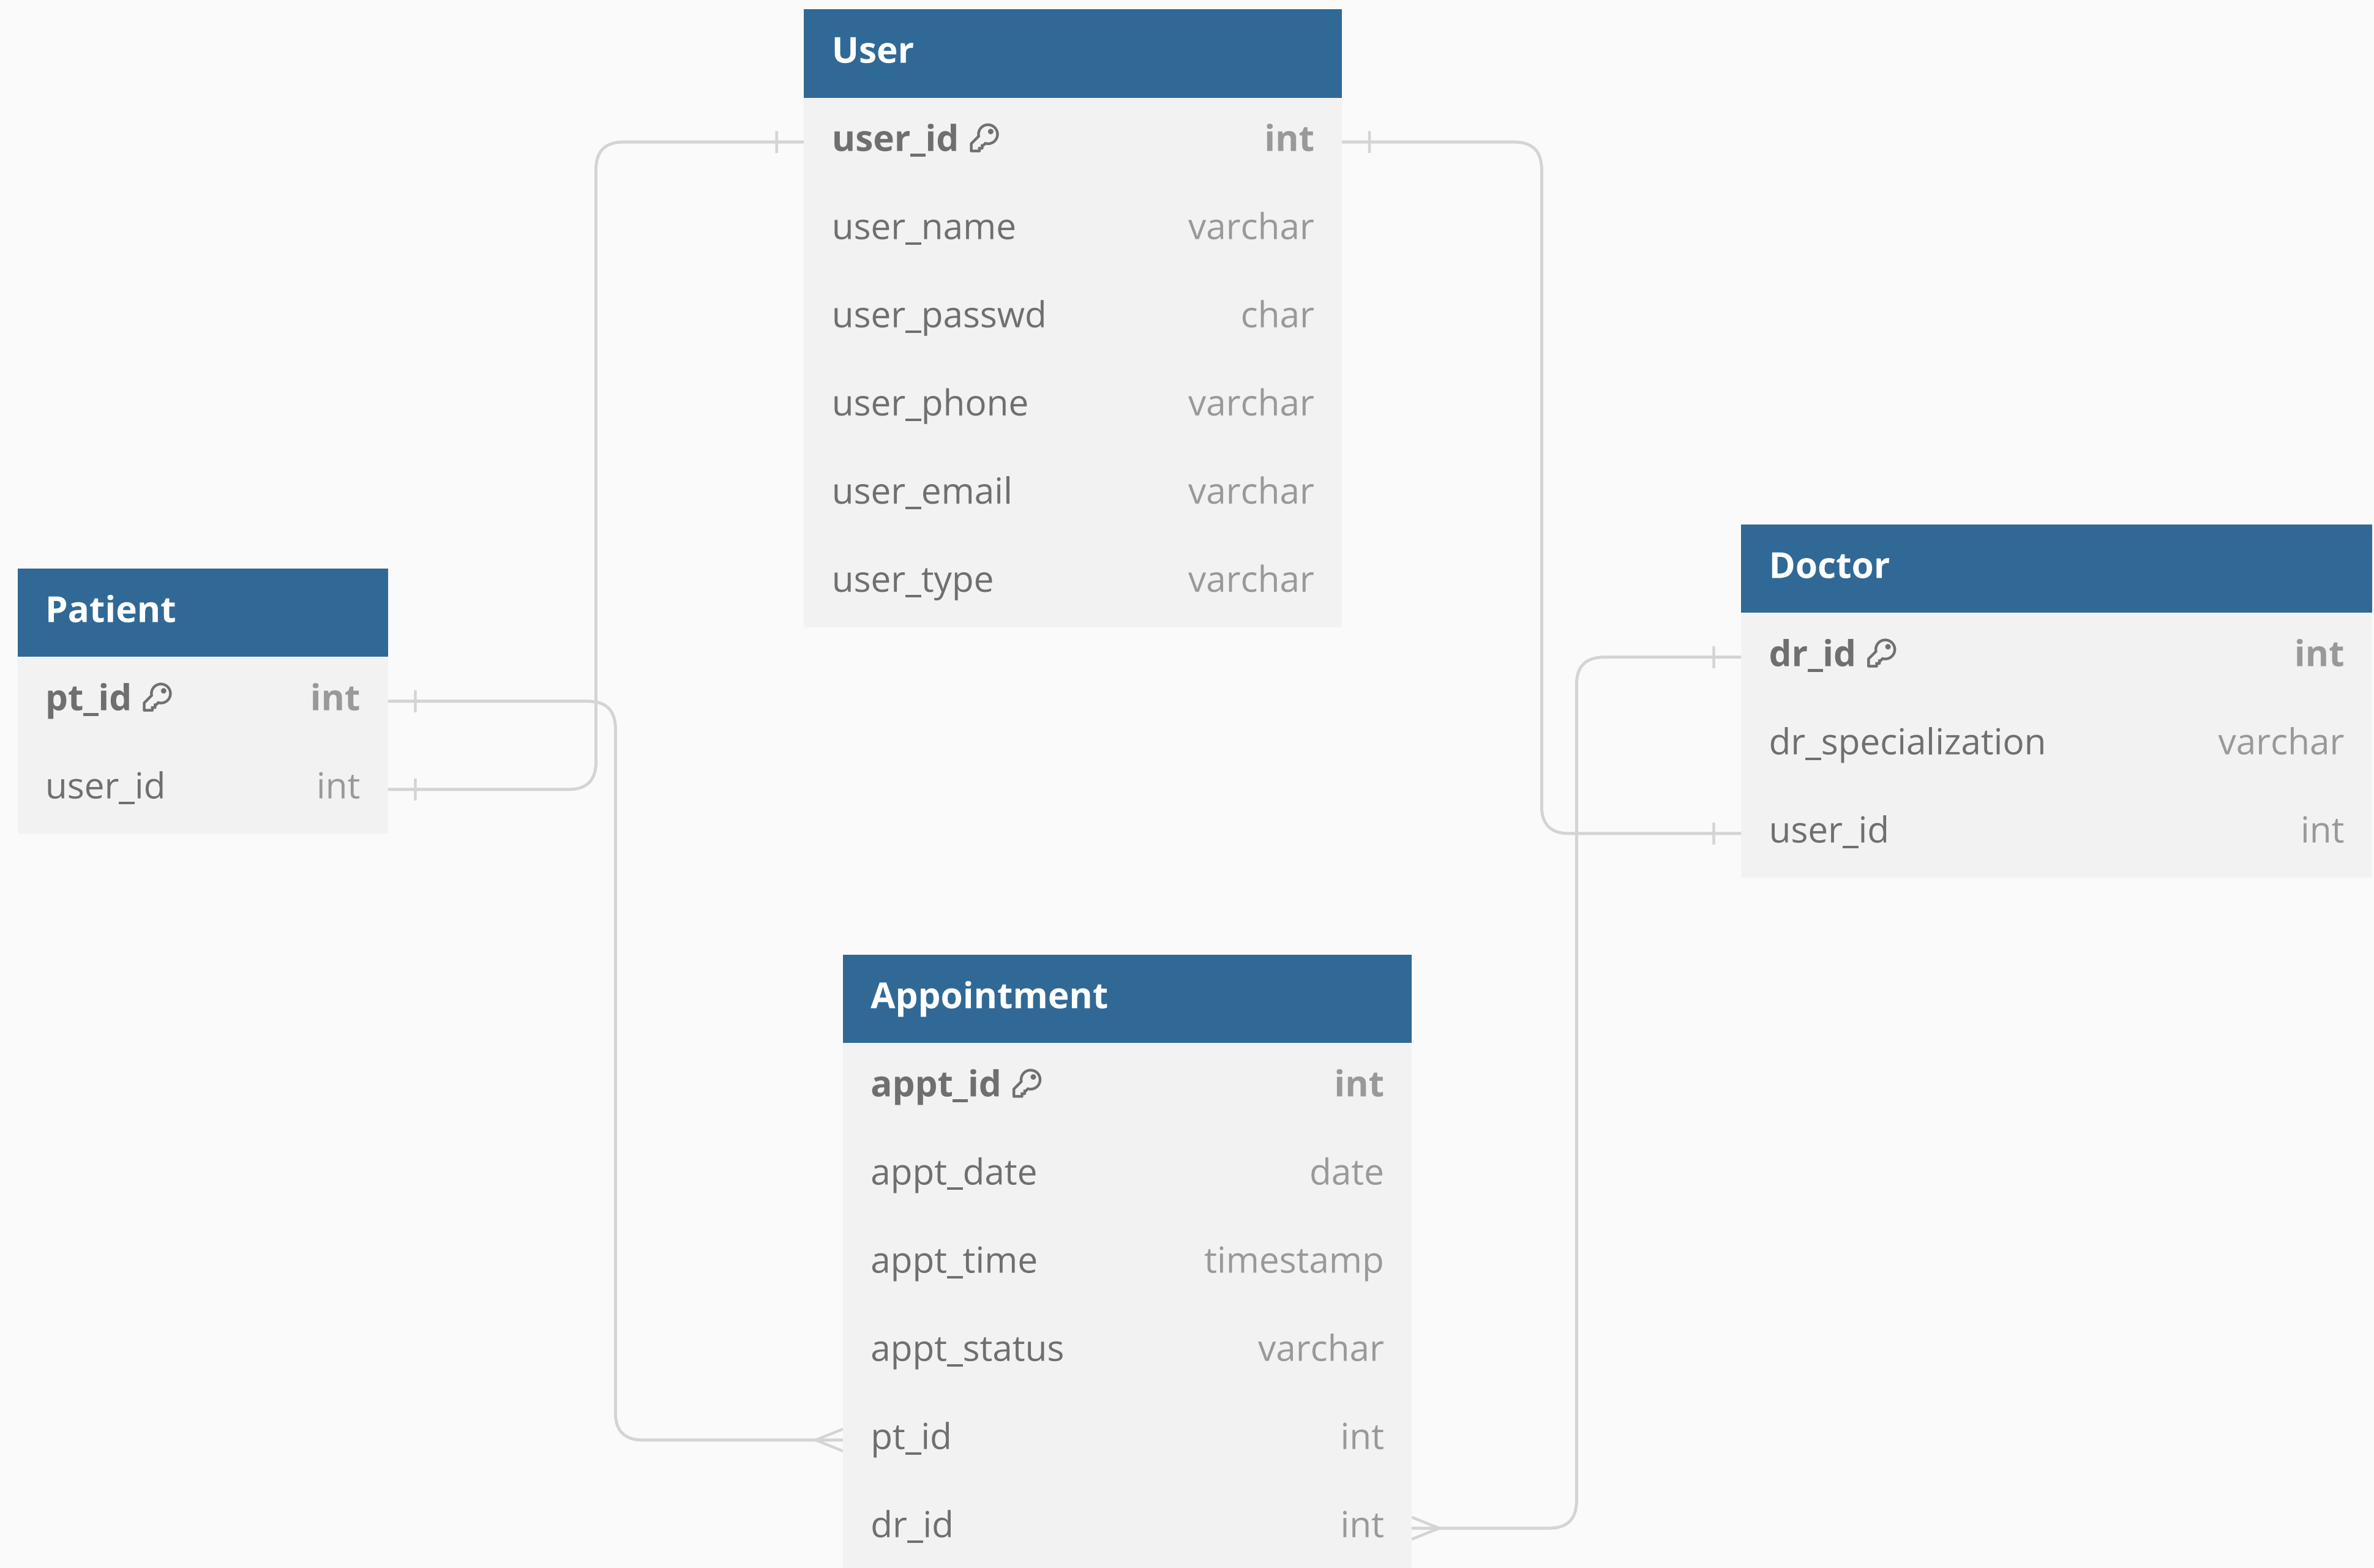 User
user_id int
user_name varchar
user_passwd char
user_phone varchar
user_email varchar
user_type varchar
Patient
pt_id int
user_id int
Doctor
dr_id int
dr_specialization varchar
user_id int
Appointment
appt_id int
appt_date date
appt_time timestamp
appt_status varchar
pt_id int
dr_id int